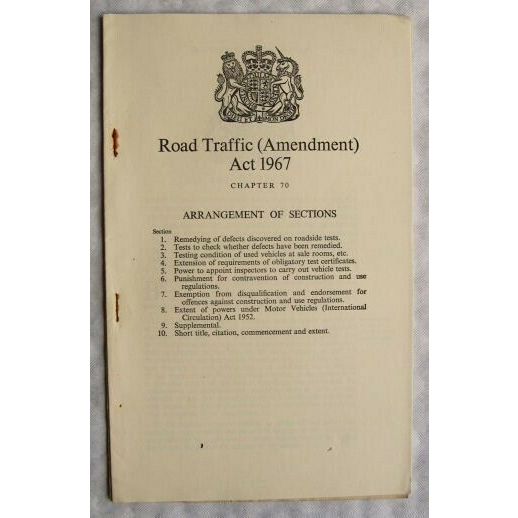 Road Traffic (Amendment)
Act 1967
CHAPTER 70
ARRANGEMENT OF SECTIONS
Section
1. Remedying of defects discovered on roadside tests.
2. Tests to check whether defects have been remedied.
3. Testing condition of used vehicles at sale rooms, etc.
4. Extension of requirements of obligatory test certificates.
5. Power to appoint inspectors to carry out vehicle tests.
6. Punishment for contravention of construction and use
regulations.
7. Exemption from disqualification and endorsement for
offences against construction and use regulations.
8. Extent of powers under Motor Vehicles (International
Circulation) Act 1952.
9. Supplemental.
10. Short title, citation, commencement and extent.